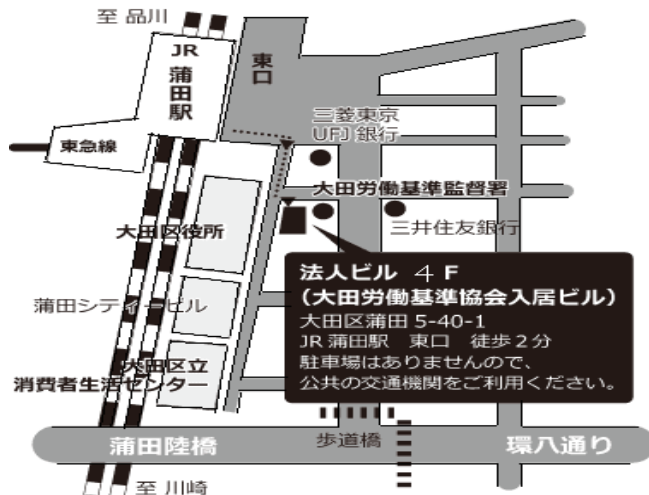 至 品川
JR
蒲田駅
東口
三菱東京
UFJ 銀行
東急線
大田労働基準監督署
大田区役所
三井住友銀行
法人ビル 4 F
(大田労働基準協会入居ビル)
大田区蒲田 5-40-1
JR 蒲田駅 東口 徒歩 2 分
駐車場はありませんので、
公共の交通機関をご利用ください。
蒲田シティービル
大田区立
消費者生活センター
蒲田陸橋
歩道橋
環八通り
至 川崎